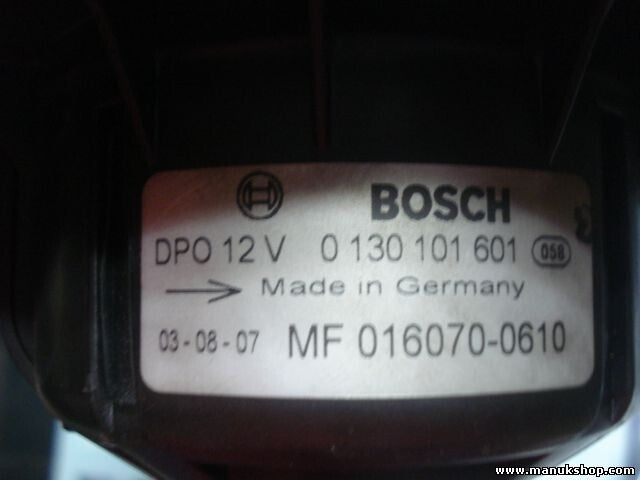 BOSCH
DPO 12 V 0 130 101 601 058
Made in Germany
03-08-07 MF 016070-0610
www.manukshop.com